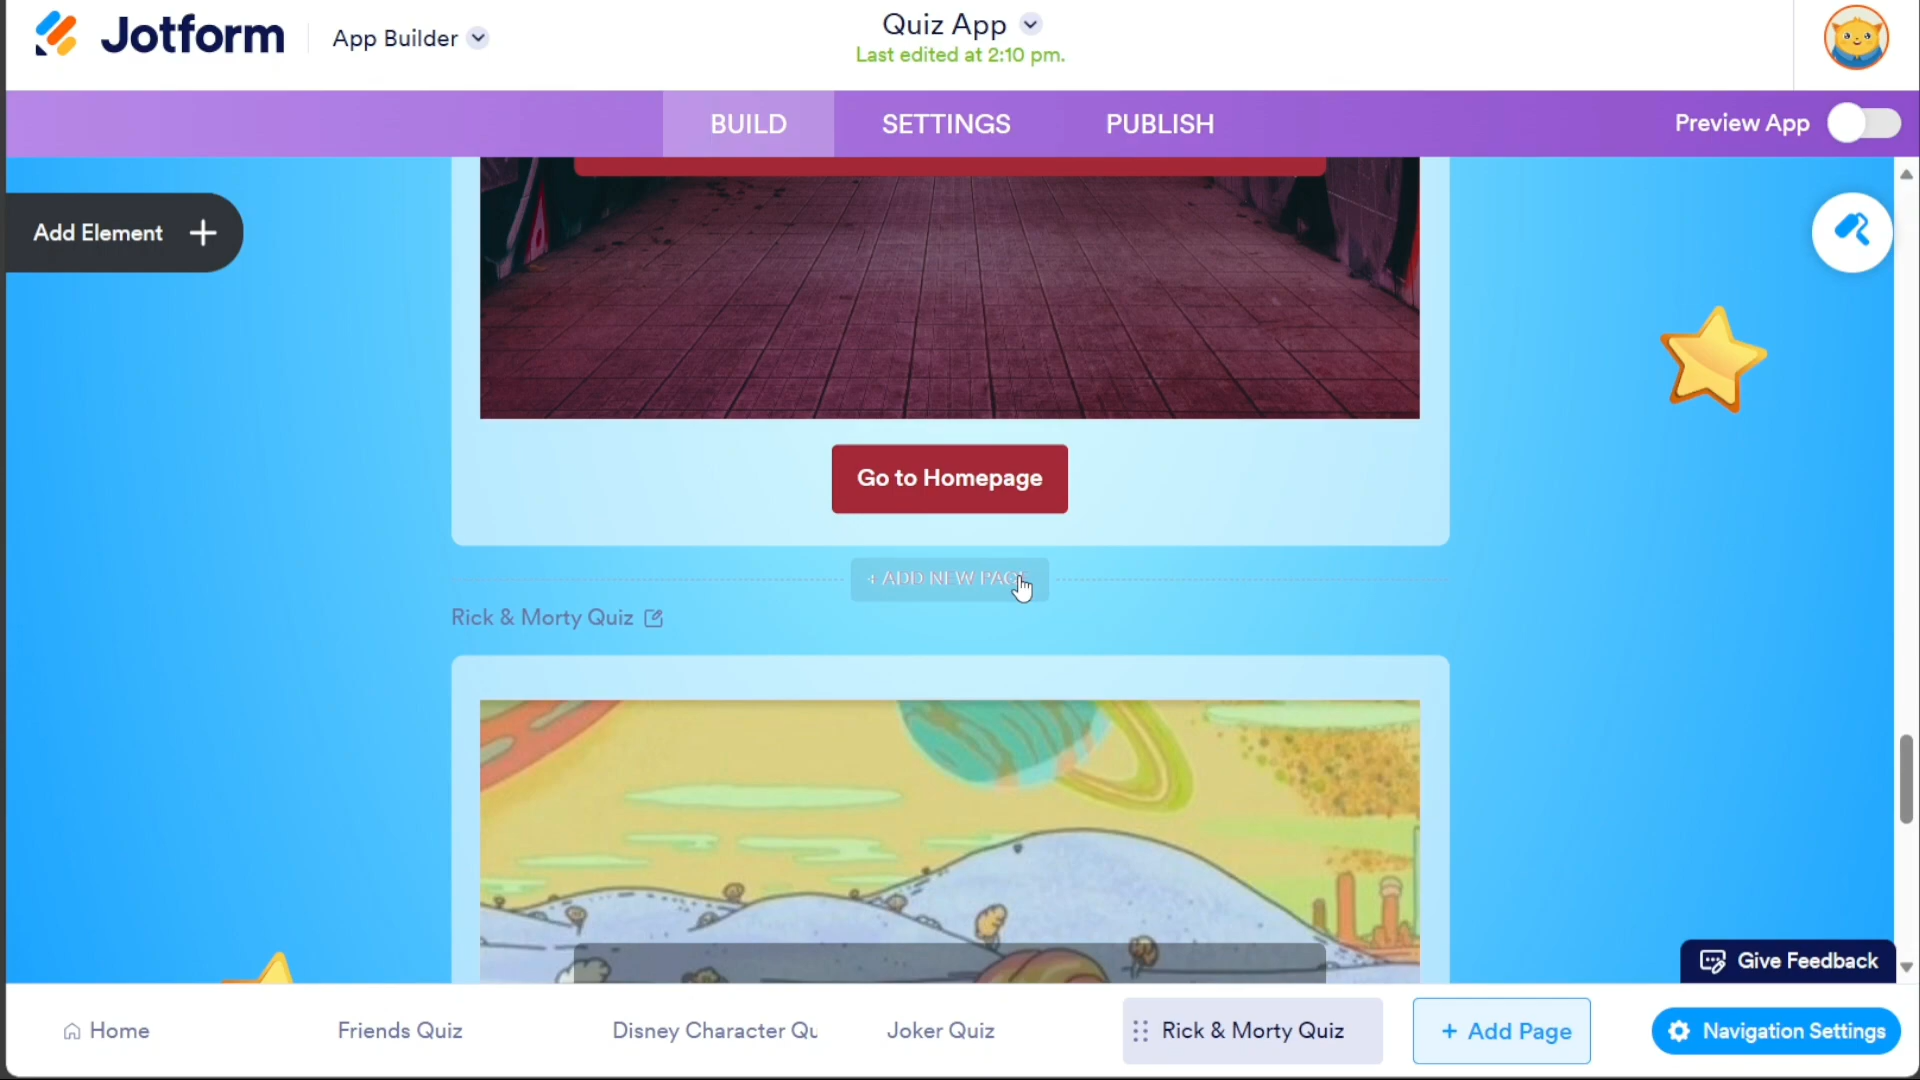 Jotform
App Builder
Quiz App
Last edited at 2:10 pm.
BUILD
SETTINGS
PUBLISH
Preview App
Add Element +
Go to Homepage
+ ADD NEW PAGE
Rick & Morty Quiz
Give Feedback
Home
Friends Quiz
Disney Character Qu
Joker Quiz
Rick & Morty Quiz
+ Add Page
Navigation Settings